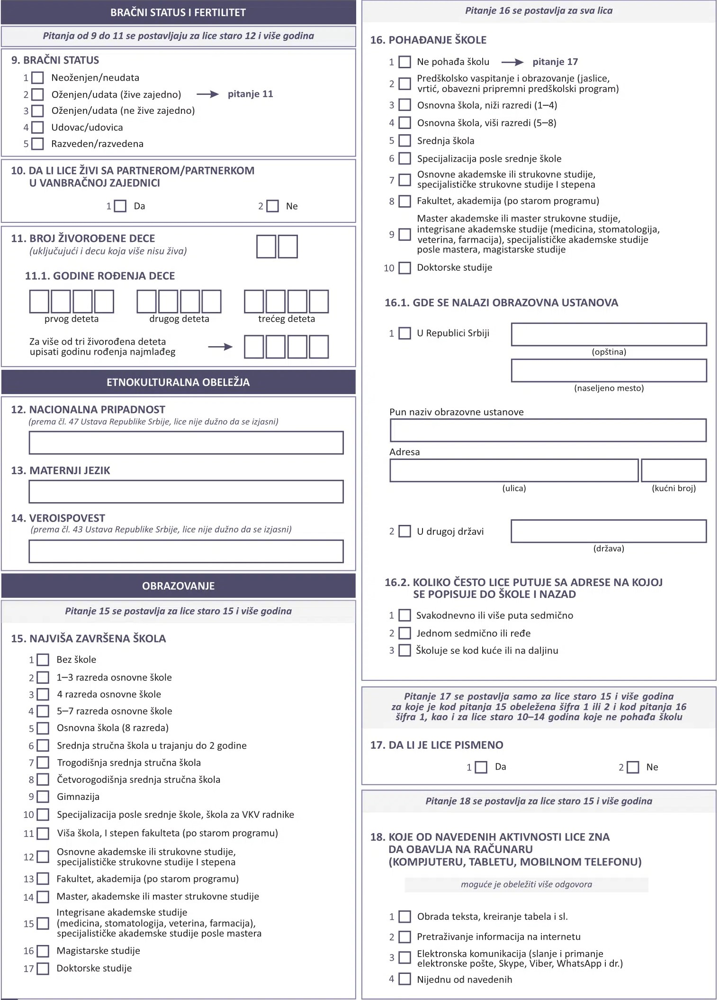 BRAČNI STATUS I FERTILITET
Pitanja od 9 do 11 se postavljaju za lice staro 12 i više godina
9. BRAČNI STATUS
1 Neoženjen/neudata
2 Oženjen/udata (žive zajedno) pitanje 11
3 Oženjen/udata (ne žive zajedno)
4 Udovac/udovica
5 Razveden/razvedena
10. DA LI LICE ŽIVI SA PARTNEROM/PARTNERKOM
U VANBRAČNOJ ZAJEDNICI
1 Da 2 Ne
11. BROJ ŽIVOROĐENE DECE
(uključujući i decu koja više nisu živa)
11.1. GODINE ROĐENJA DECE
prvog deteta drugog deteta trećeg deteta
Za više od tri živorođena deteta
upisati godinu rođenja najmlađeg
ETNOKULTURALNA OBELEŽJA
12. NACIONALNA PRIPADNOST
(prema čl. 47 Ustava Republike Srbije, lice nije dužno da se izjasni)
13. MATERNJI JEZIK
14. VEROISPOVEST
(prema čl. 43 Ustava Republike Srbije, lice nije dužno da se izjasni)
OBRAZOVANJE
Pitanje 15 se postavlja za lice staro 15 i više godina
15. NAJVIŠA ZAVRŠENA ŠKOLA
1 Bez škole
2 1–3 razreda osnovne škole
3 4 razreda osnovne škole
4 5–7 razreda osnovne škole
5 Osnovna škola (8 razreda)
6 Srednja stručna škola u trajanju do 2 godine
7 Trogodišnja srednja stručna škola
8 Četvorogodišnja srednja stručna škola
9 Gimnazija
10 Specijalizacija posle srednje škole, škola za VKV radnike
11 Viša škola, I stepen fakulteta (po starom programu)
12 Osnovne akademske ili strukovne studije,
specijalističke strukovne studije I stepena
13 Fakultet, akademija (po starom programu)
14 Master, akademske ili master strukovne studije
Integrisane akademske studije
15 (medicina, stomatologija, veterina, farmacija),
specijalističke akademske studije posle mastera
16 Magistarske studije
17 Doktorske studije
Pitanje 16 se postavlja za sva lica
16. POHAĐANJE ŠKOLE
1 Ne pohađa školu pitanje 17
2 Predškolsko vaspitanje i obrazovanje (jaslice,
vrtić, obavezni pripremni predškolski program)
3 Osnovna škola, niži razredi (1–4)
4 Osnovna škola, viši razredi (5–8)
5 Srednja škola
6 Specijalizacija posle srednje škole
7 Osnovne akademske ili strukovne studije,
specijalističke strukovne studije I stepena
8 Fakultet, akademija (po starom programu)
Master akademske ili master strukovne studije,
9 integrisane akademske studije (medicina, stomatologija,
veterina, farmacija), specijalističke akademske studije
posle mastera, magistarske studije
10 Doktorske studije
16.1. GDE SE NALAZI OBRAZOVNA USTANOVA
1 U Republici Srbiji
(opština)
(naseljeno mesto)
Pun naziv obrazovne ustanove
Adresa
(ulica) (kućni broj)
2 U drugoj državi
(država)
16.2. KOLIKO ČESTO LICE PUTUJE SA ADRESE NA KOJOJ
SE POPISUJE DO ŠKOLE I NAZAD
1 Svakodnevno ili više puta sedmično
2 Jednom sedmično ili ređe
3 Školuje se kod kuće ili na daljinu
Pitanje 17 se postavlja samo za lice staro 15 i više godina
za koje je kod pitanja 15 obeležena šifra 1 ili 2 i kod pitanja 16
šifra 1, kao i za lice staro 10–14 godina koje ne pohađa školu
17. DA LI JE LICE PISMENO
1 Da 2 Ne
Pitanje 18 se postavlja za lice staro 15 i više godina
18. KOJE OD NAVEDENIH AKTIVNOSTI LICE ZNA
DA OBAVLJA NA RAČUNARU
(KOMPJUTERU, TABLETU, MOBILNOM TELEFONU)
moguće je obeležiti više odgovora
1 Obrada teksta, kreiranje tabela i sl.
2 Pretraživanje informacija na internetu
3 Elektronska komunikacija (slanje i primanje
elektronske pošte, Skype, Viber, WhatsApp i dr.)
4 Nijednu od navedenih